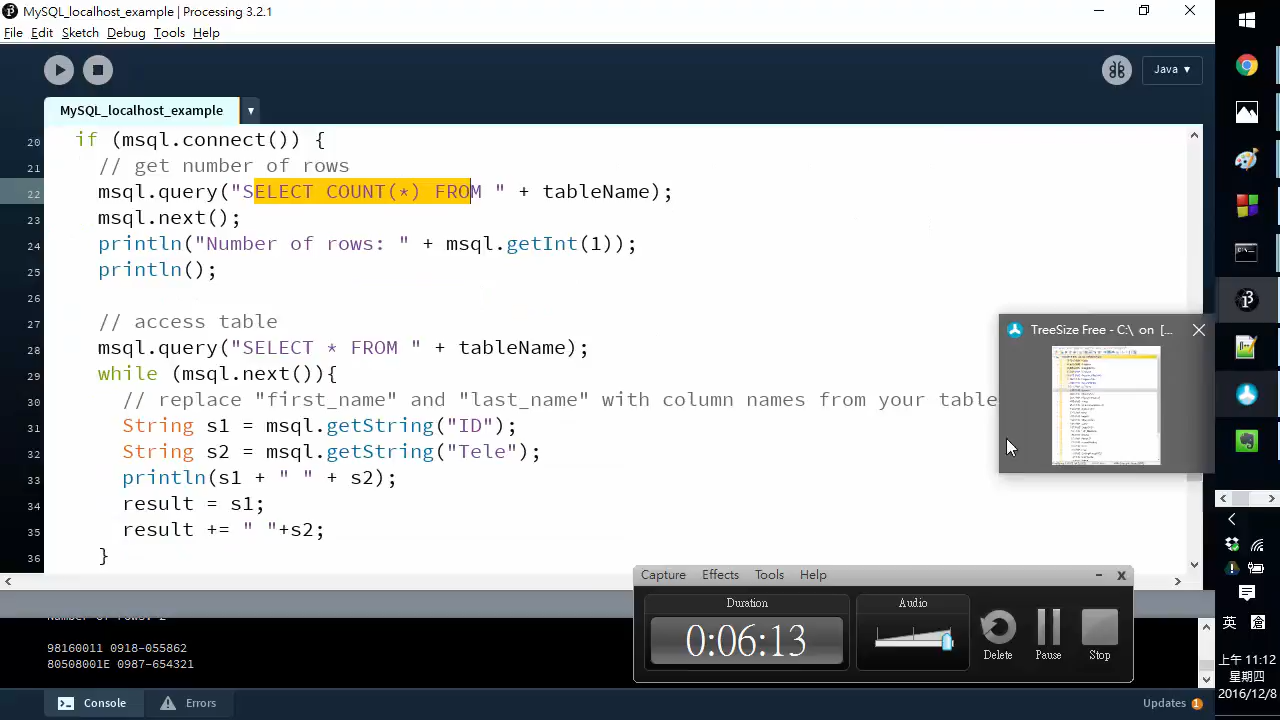 MySQL_localhost_example | Processing 3.2.1
File Edit Sketch Debug Tools Help
Java ▾
MySQL_localhost_example ▾
20 if (msql.connect()) {
21 // get number of rows
22 msql.query("SELECT COUNT(*) FROM " + tableName);
23 msql.next();
24 println("Number of rows: " + msql.getInt(1));
25 println();
26
27 // access table
28 msql.query("SELECT * FROM " + tableName);
29 while (msql.next()){
30 // replace "first_name" and "last_name" with column names from your table
31 String s1 = msql.getString("ID");
32 String s2 = msql.getString("Tele");
33 println(s1 + " " + s2);
34 result = s1;
35 result += " "+s2;
36 }
TreeSize Free - C:\ on [...
Capture Effects Tools Help
Duration
0:06:13
Audio
Delete
Pause
Stop
Number of rows: 2
98160011 0918-055862
80508001E 0987-654321
Console
Errors
Updates 1
英 倉
上午 11:12
星期四
2016/12/8